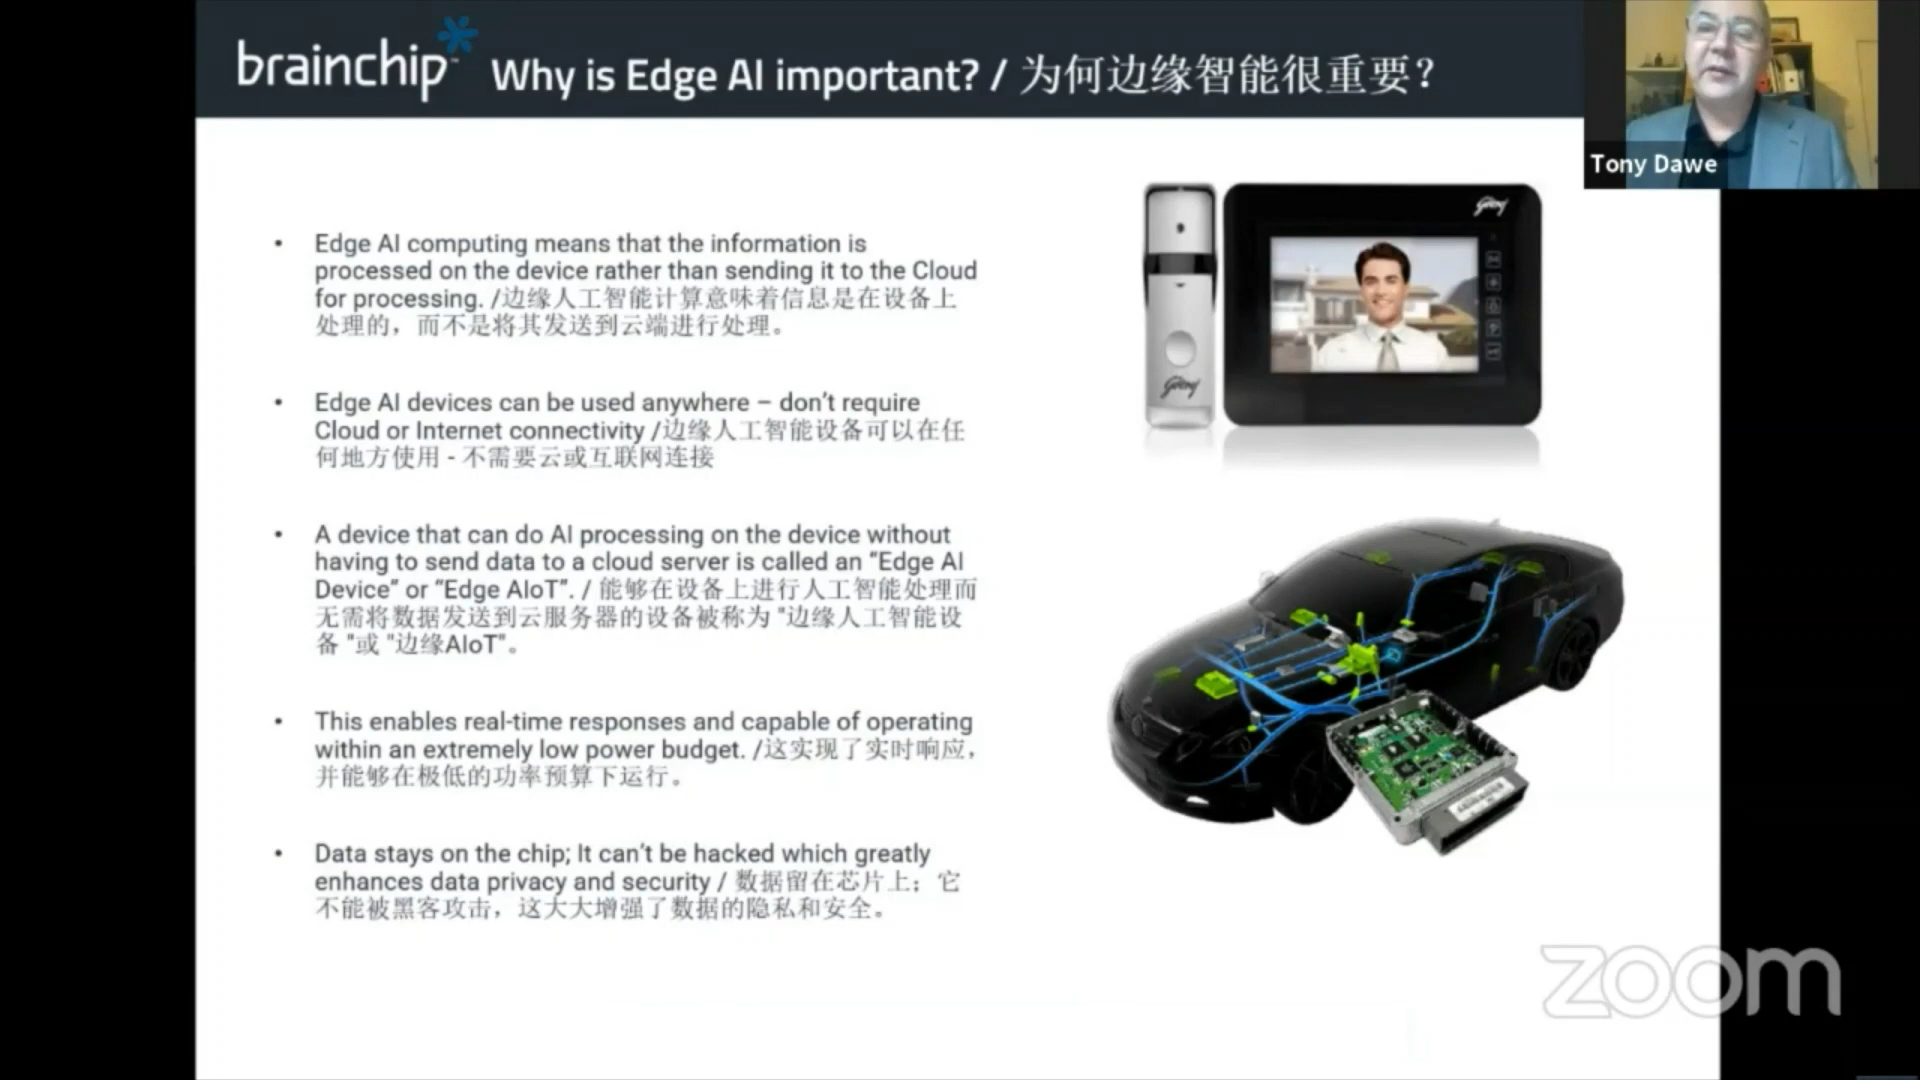 brainchip
Why is Edge AI important? / 为何边缘智能很重要?
Tony Dawe
• Edge AI computing means that the information is
processed on the device rather than sending it to the Cloud
for processing. /边缘人工智能计算意味着信息是在设备上
处理的，而不是将其发送到云端进行处理。
• Edge AI devices can be used anywhere – don't require
Cloud or Internet connectivity /边缘人工智能设备可以在任
何地方使用 - 不需要云或互联网连接
• A device that can do AI processing on the device without
having to send data to a cloud server is called an “Edge AI
Device” or “Edge AIoT”. / 能够在设备上进行人工智能处理而
无需将数据发送到云服务器的设备被称为 "边缘人工智能设
备 "或 "边缘AIoT"。
• This enables real-time responses and capable of operating
within an extremely low power budget. /这实现了实时响应，
并能够在极低的功率预算下运行。
• Data stays on the chip; It can't be hacked which greatly
enhances data privacy and security / 数据留在芯片上；它
不能被黑客攻击，这大大增强了数据的隐私和安全。
Godrej
Godrej
zoom